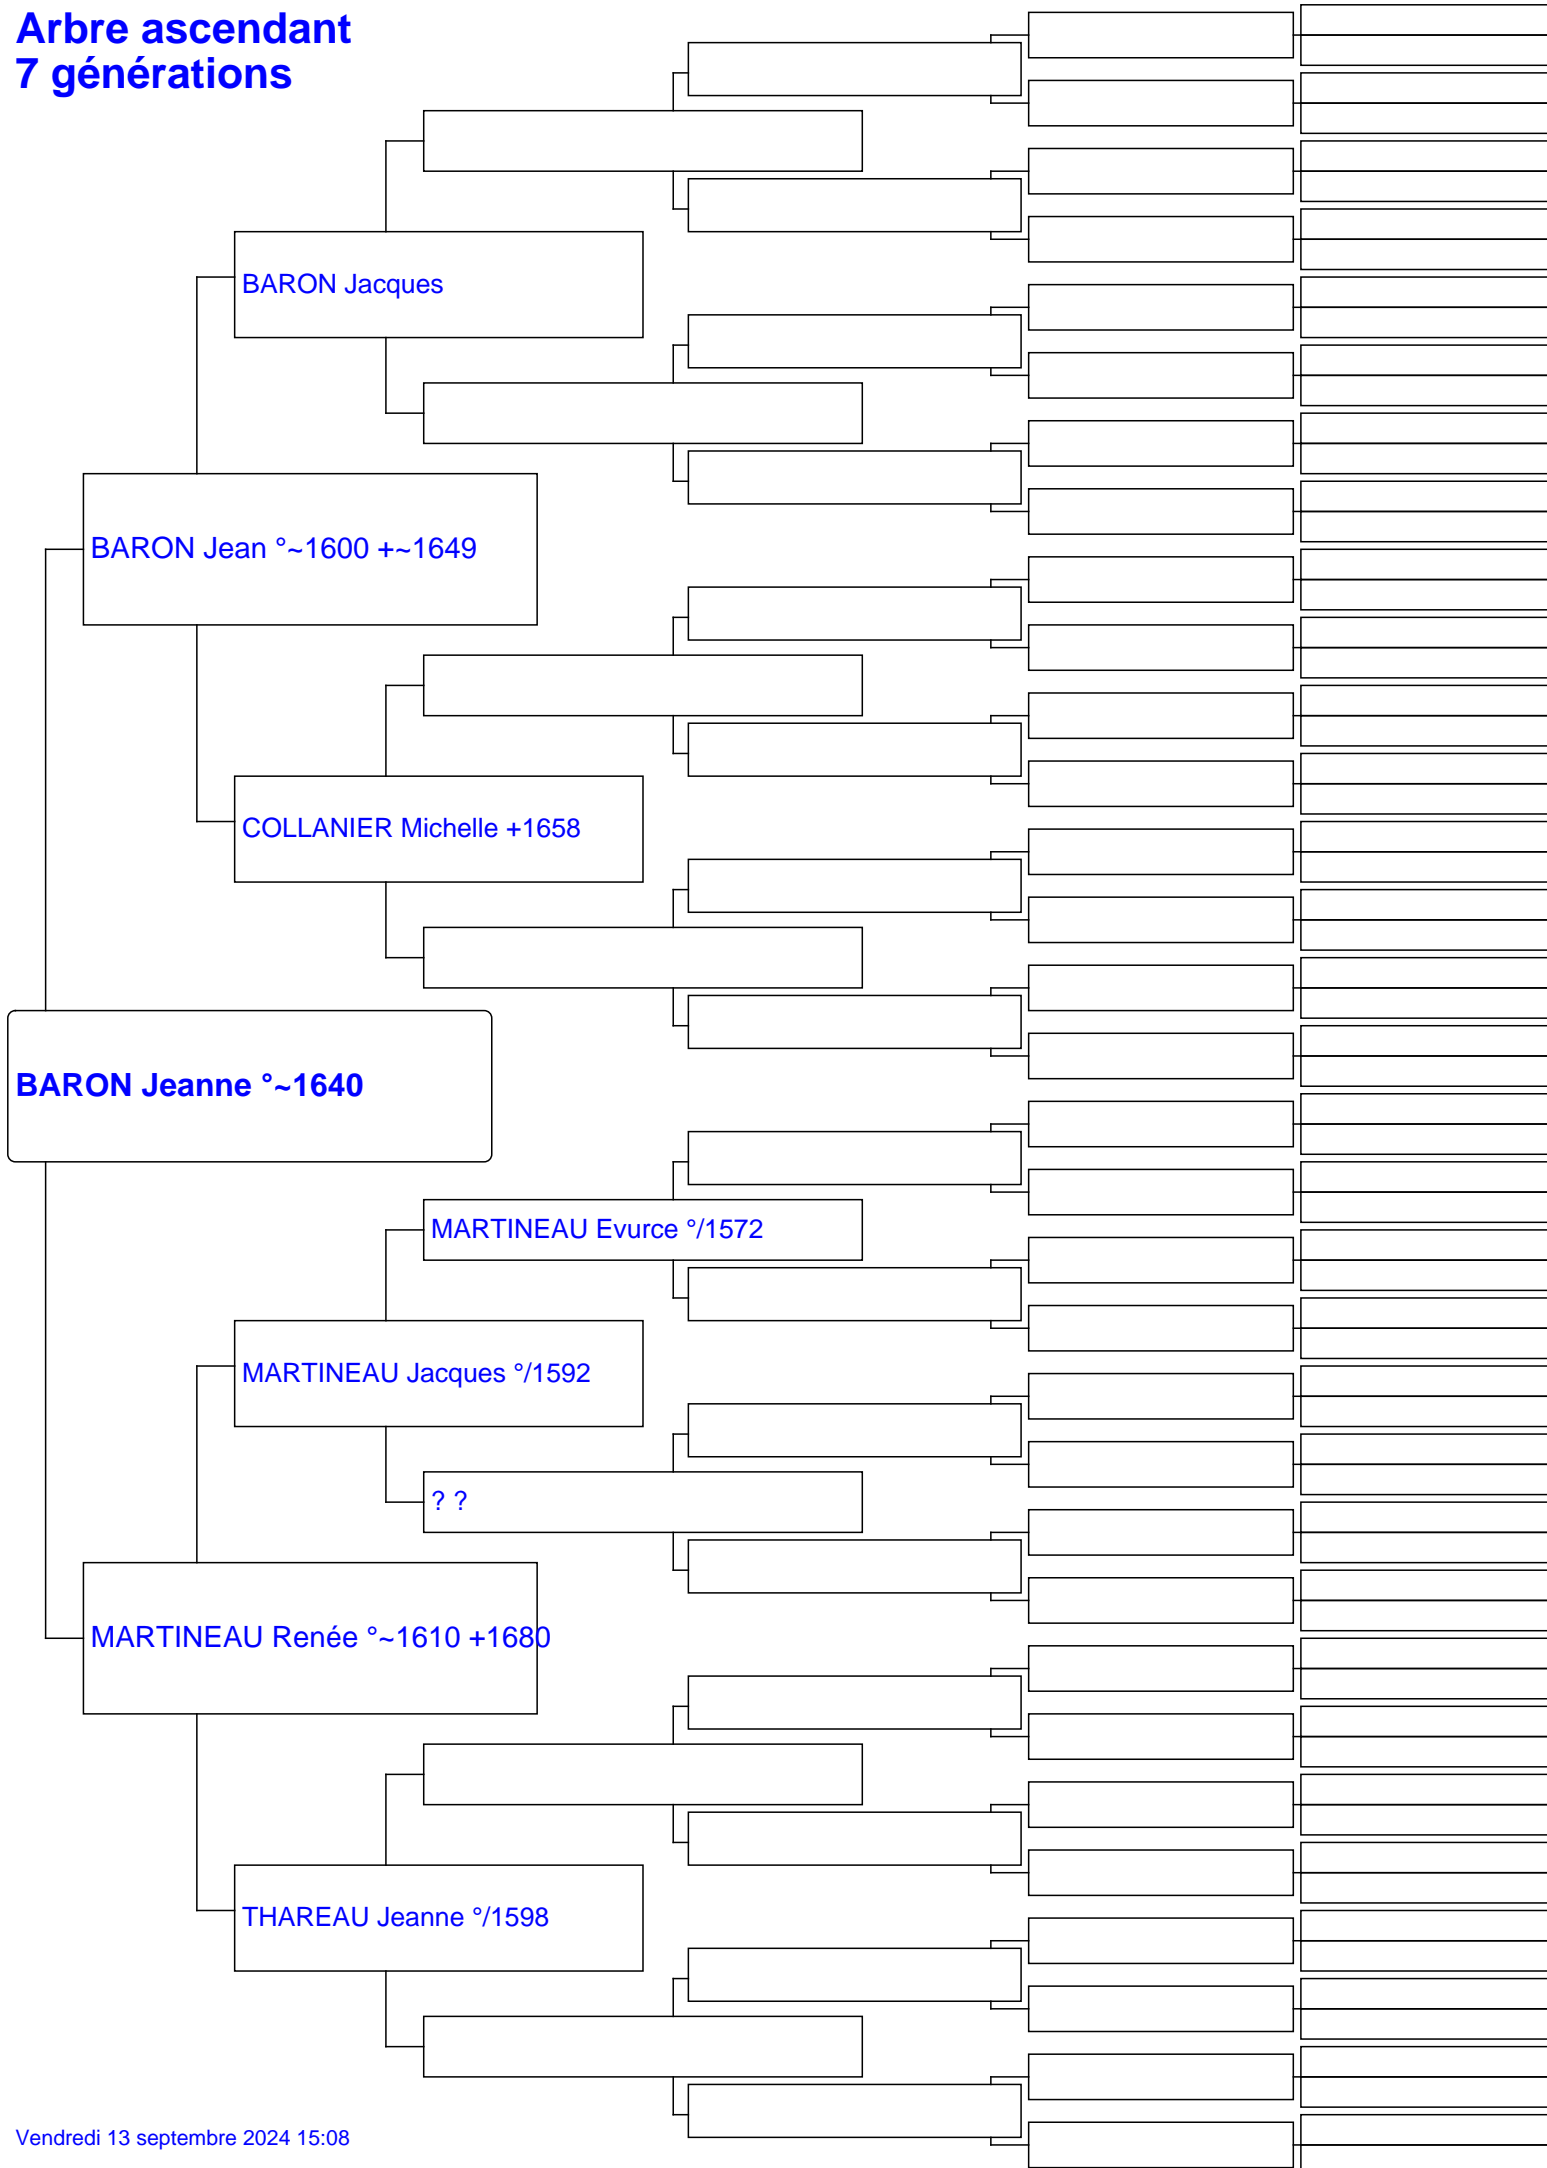 Arbre ascendant
7 générations
BARON Jacques
BARON Jean °~1600 +~1649
COLLANIER Michelle +1658
BARON Jeanne °~1640
MARTINEAU Evurce °/1572
MARTINEAU Jacques °/1592
? ?
MARTINEAU Renée °~1610 +1680
THAREAU Jeanne °/1598
Vendredi 13 septembre 2024 15:08